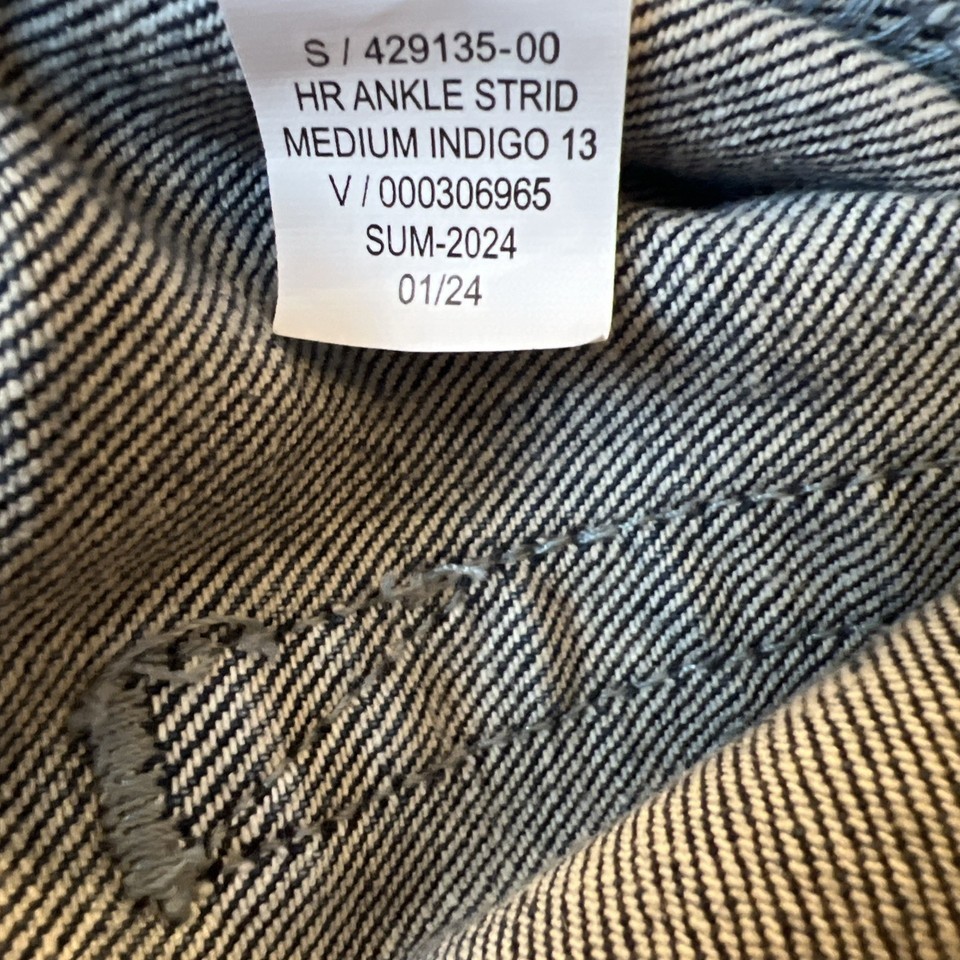 S / 429135-00
HR ANKLE STRID
MEDIUM INDIGO 13
V / 000306965
SUM-2024
01/24